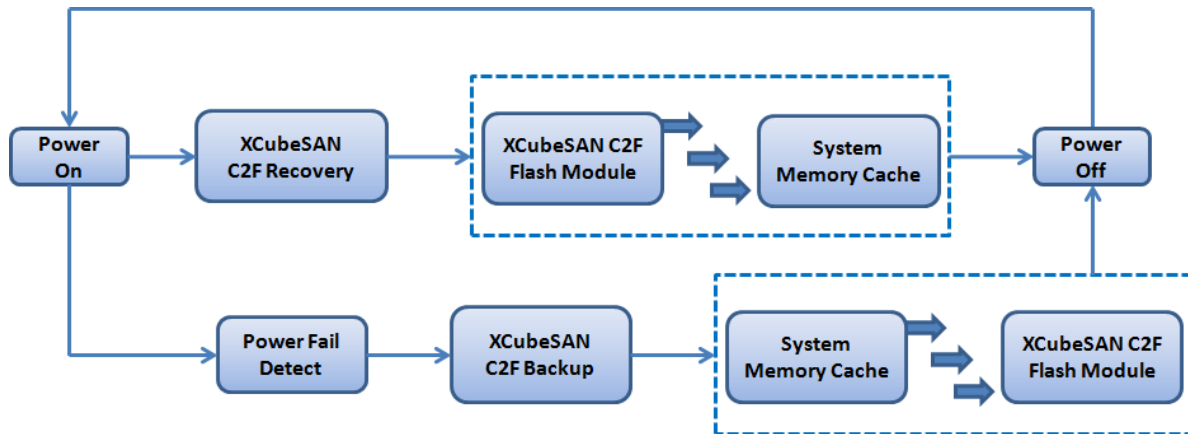 Power
On
XCubeSAN
C2F Recovery
XCubeSAN C2F
Flash Module
System
Memory Cache
Power
Off
Power Fail
Detect
XCubeSAN
C2F Backup
System
Memory Cache
XCubeSAN C2F
Flash Module